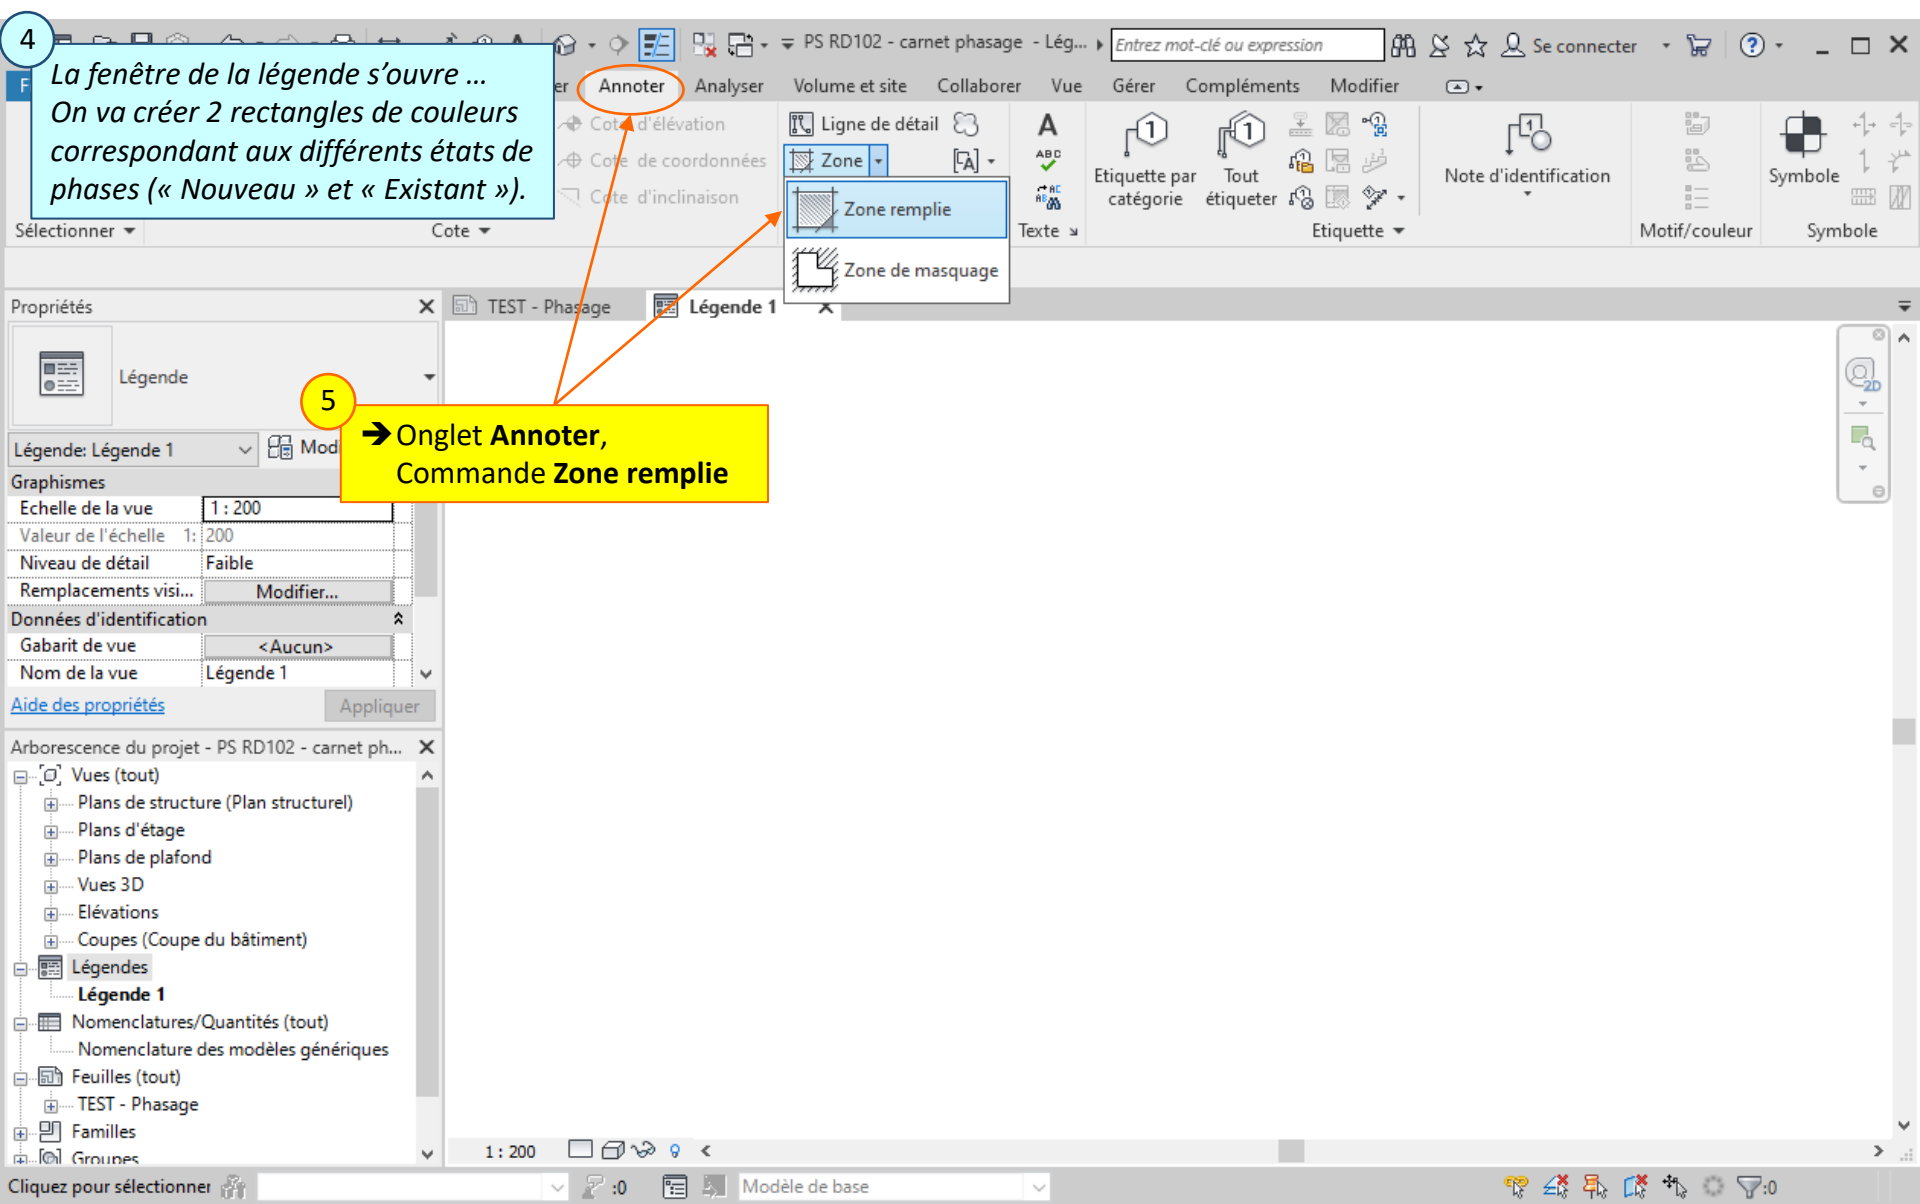 4
La fenêtre de la légende s’ouvre …
On va créer 2 rectangles de couleurs
correspondant aux différents états de
phases (« Nouveau » et « Existant »).
PS RD102 - carnet phasage - Lég...
Entrez mot-clé ou expression
Se connecter
F
er
Annoter
Analyser
Volume et site
Collaborer
Vue
Gérer
Compléments
Modifier
Cote d'élévation
Cote de coordonnées
Cote d'inclinaison
Ligne de détail
Zone
Zone remplie
Zone de masquage
A
ABC
Etiquette par
catégorie
Tout
étiqueter
Note d'identification
Symbole
Sélectionner
Cote
Texte
Etiquette
Motif/couleur
Symbole
Propriétés
TEST - Phasage
Légende 1
Légende
2D
5
➔ Onglet Annoter,
Commande Zone remplie
Légende: Légende 1
Modi
Graphismes
Echelle de la vue
1 : 200
Valeur de l'échelle 1:
200
Niveau de détail
Faible
Remplacements visi...
Modifier...
Données d'identification
Gabarit de vue
<Aucun>
Nom de la vue
Légende 1
Aide des propriétés
Appliquer
Arborescence du projet - PS RD102 - carnet ph...
Vues (tout)
Plans de structure (Plan structurel)
Plans d'étage
Plans de plafond
Vues 3D
Elévations
Coupes (Coupe du bâtiment)
Légendes
Légende 1
Nomenclatures/Quantités (tout)
Nomenclature des modèles génériques
Feuilles (tout)
TEST - Phasage
Familles
Groupes
1 : 200
Cliquez pour sélectionner
:0
Modèle de base
:0